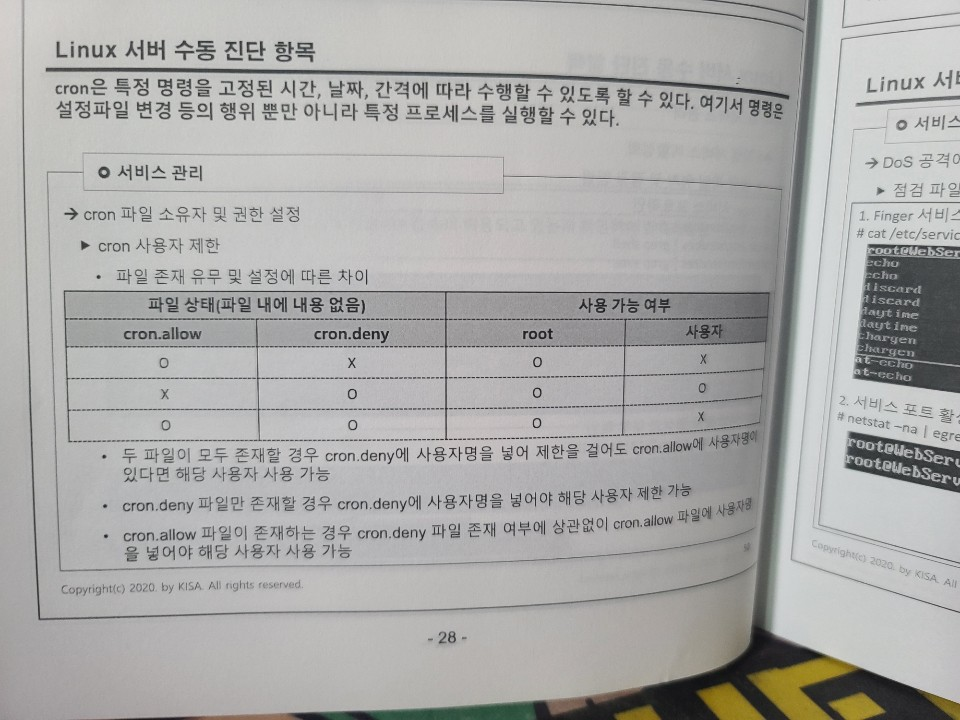 Linux 서버 수동 진단 항목
cron은 특정 명령을 고정된 시간, 날짜, 간격에 따라 수행할 수 있도록 할 수 있다. 여기서 명령은
설정파일 변경 등의 행위 뿐만 아니라 특정 프로세스를 실행할 수 있다.
서비스 관리
→ cron 파일 소유자 및 권한 설정
▶ cron 사용자 제한
• 파일 존재 유무 및 설정에 따른 차이
파일 상태(파일 내에 내용 없음) 사용 가능 여부
cron.allow cron.deny root 사용자
O X O X
X O O O
O O O X
• 두 파일이 모두 존재할 경우 cron.deny에 사용자명을 넣어 제한을 걸어도 cron.allow에 사용자명이
있다면 해당 사용자 사용 가능
• cron.deny 파일만 존재할 경우 cron.deny에 사용자명을 넣어야 해당 사용자 제한 가능
• cron.allow 파일이 존재하는 경우 cron.deny 파일 존재 여부에 상관없이 cron.allow 파일에 사용자명
을 넣어야 해당 사용자 사용 가능
Copyright(c) 2020. by KISA. All rights reserved.
- 28 -
Linux
서비스
→ DoS 공격에
▶ 점검 파일
1. Finger 서비스
# cat /etc/servic
root@WebSer
echo
echo
discard
discard
daytime
daytime
chargen
chargen
at-echo
at-echo
2. 서비스 포트 활성
# netstat –na | egre
root@WebServ
root@WebServ
Copyright(c) 2020. by KISA. All